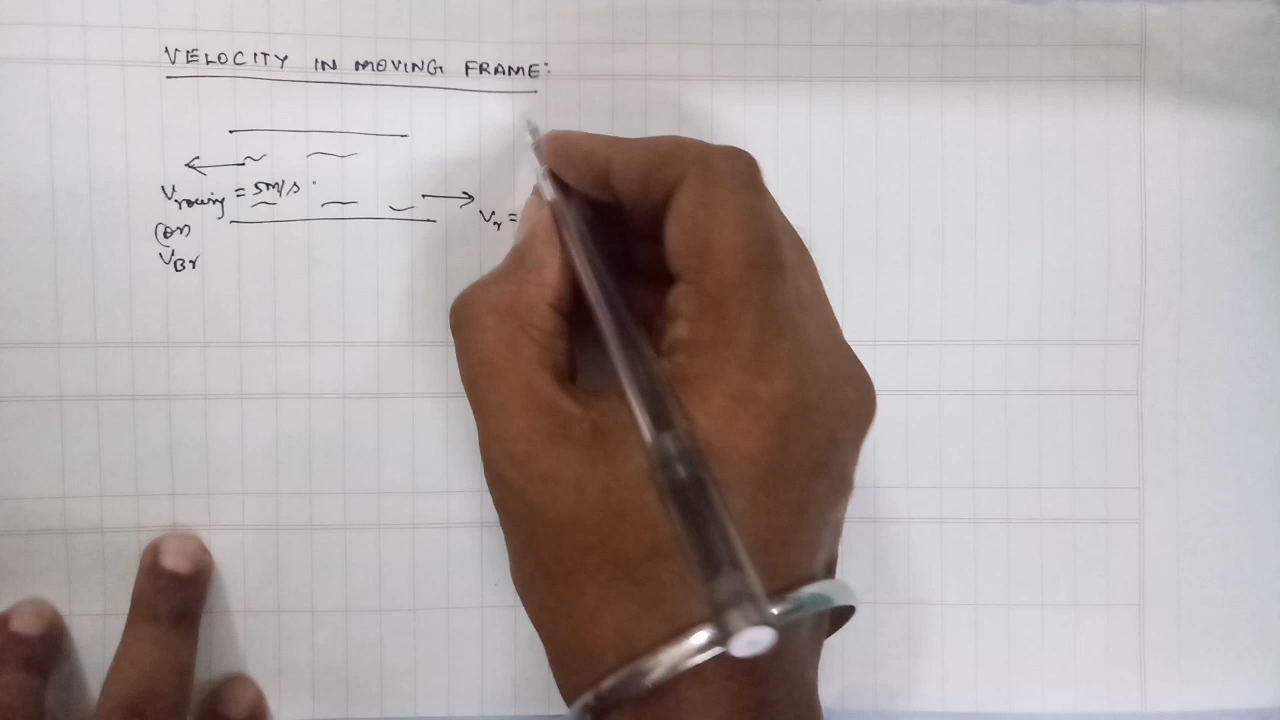 VELOCITY IN MOVING FRAME:
Vrowing = 5m/s.
Vr =
(or)
VBr